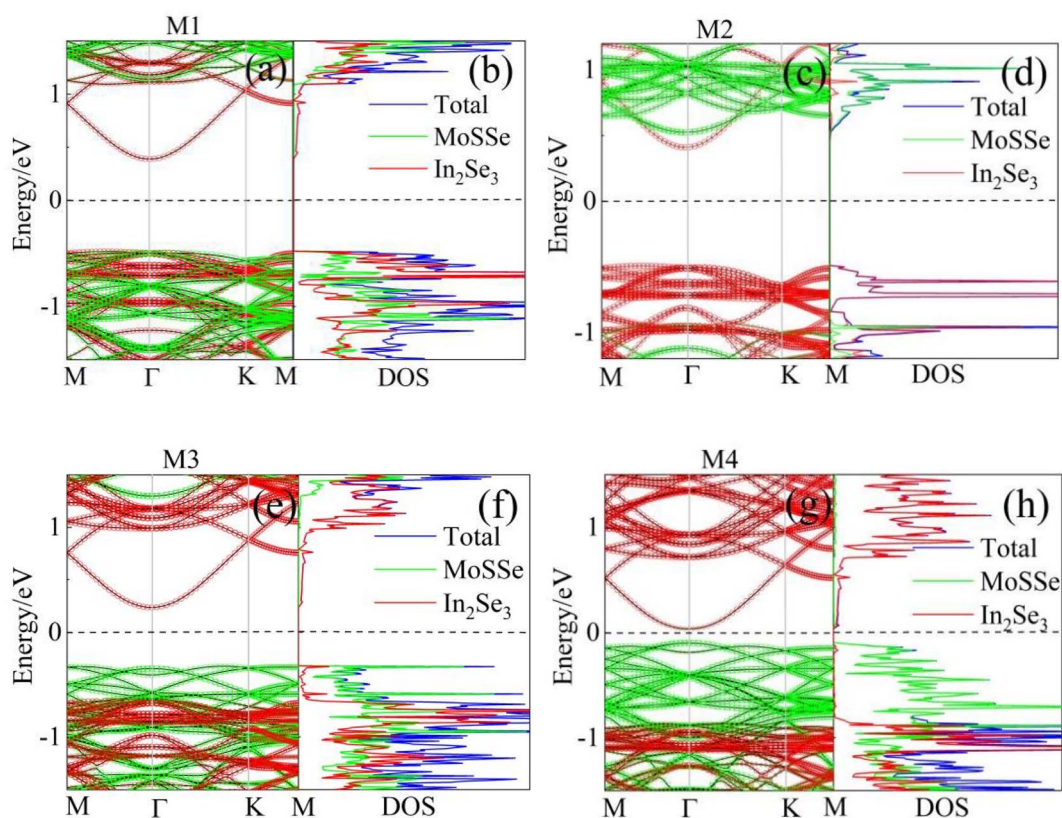 M1
(a)
(b)
1
Total
MoSSe
In₂Se₃
Energy/eV
0
-1
M Γ K M DOS
M2
(c)
(d)
1
Total
MoSSe
In₂Se₃
Energy/eV
0
-1
M Γ K M DOS
M3
(e)
(f)
1
Total
MoSSe
In₂Se₃
Energy/eV
0
-1
M Γ K M DOS
M4
(g)
(h)
1
Total
MoSSe
In₂Se₃
Energy/eV
0
-1
M Γ K M DOS